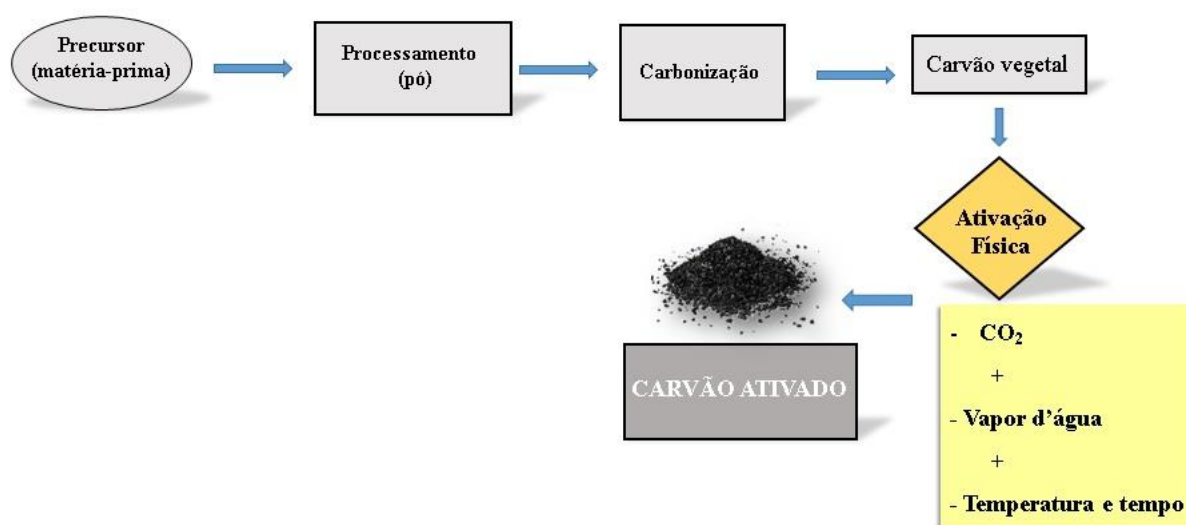 Precursor
(matéria-prima)
Processamento
(pó)
Carbonização
Carvão vegetal
Ativação
Física
CARVÃO ATIVADO
- CO₂
+
- Vapor d’água
+
- Temperatura e tempo